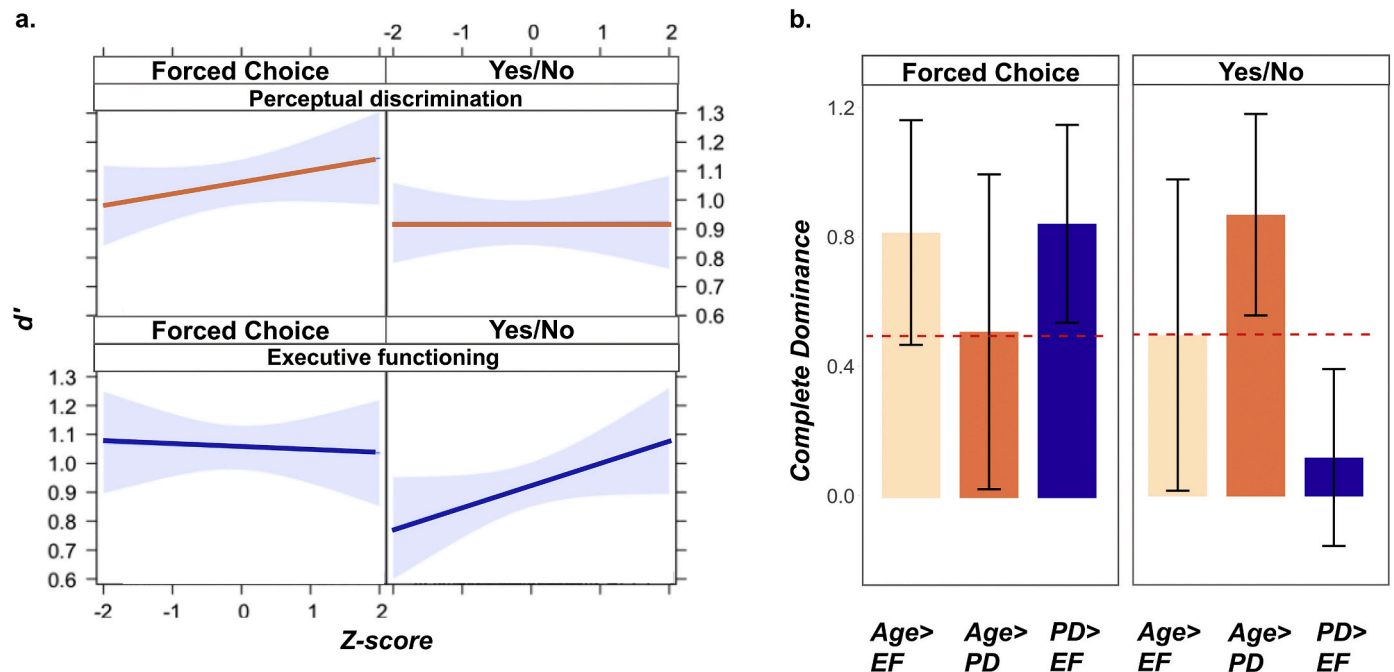 a.
-2 -1 0 1 2
Forced Choice Yes/No
Perceptual discrimination
1.3
1.2
1.1
1.0
0.9
0.8
0.7
0.6
d'
Forced Choice Yes/No
Executive functioning
1.3
1.2
1.1
1.0
0.9
0.8
0.7
0.6
-2 -1 0 1 2
Z-score
b.
Forced Choice Yes/No
1.2
0.8
0.4
0.0
Complete Dominance
Age> Age> PD> Age> Age> PD>
EF PD EF EF PD EF